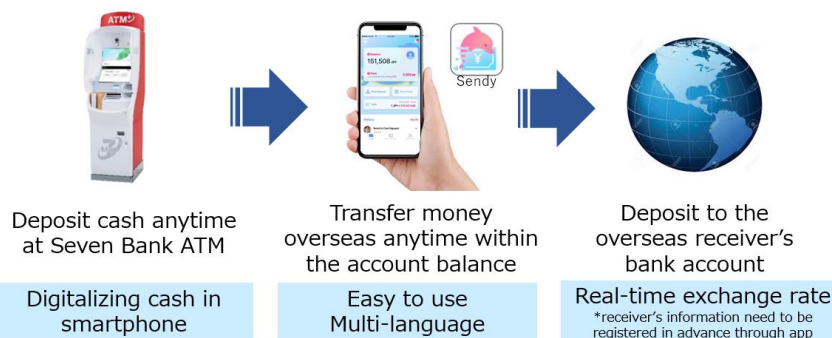 ATM
Sendy
151,508 JPY
Deposit cash anytime
at Seven Bank ATM
Transfer money
overseas anytime within
the account balance
Deposit to the
overseas receiver's
bank account
Digitalizing cash in
smartphone
Easy to use
Multi-language
Real-time exchange rate
*receiver's information need to be
registered in advance through app